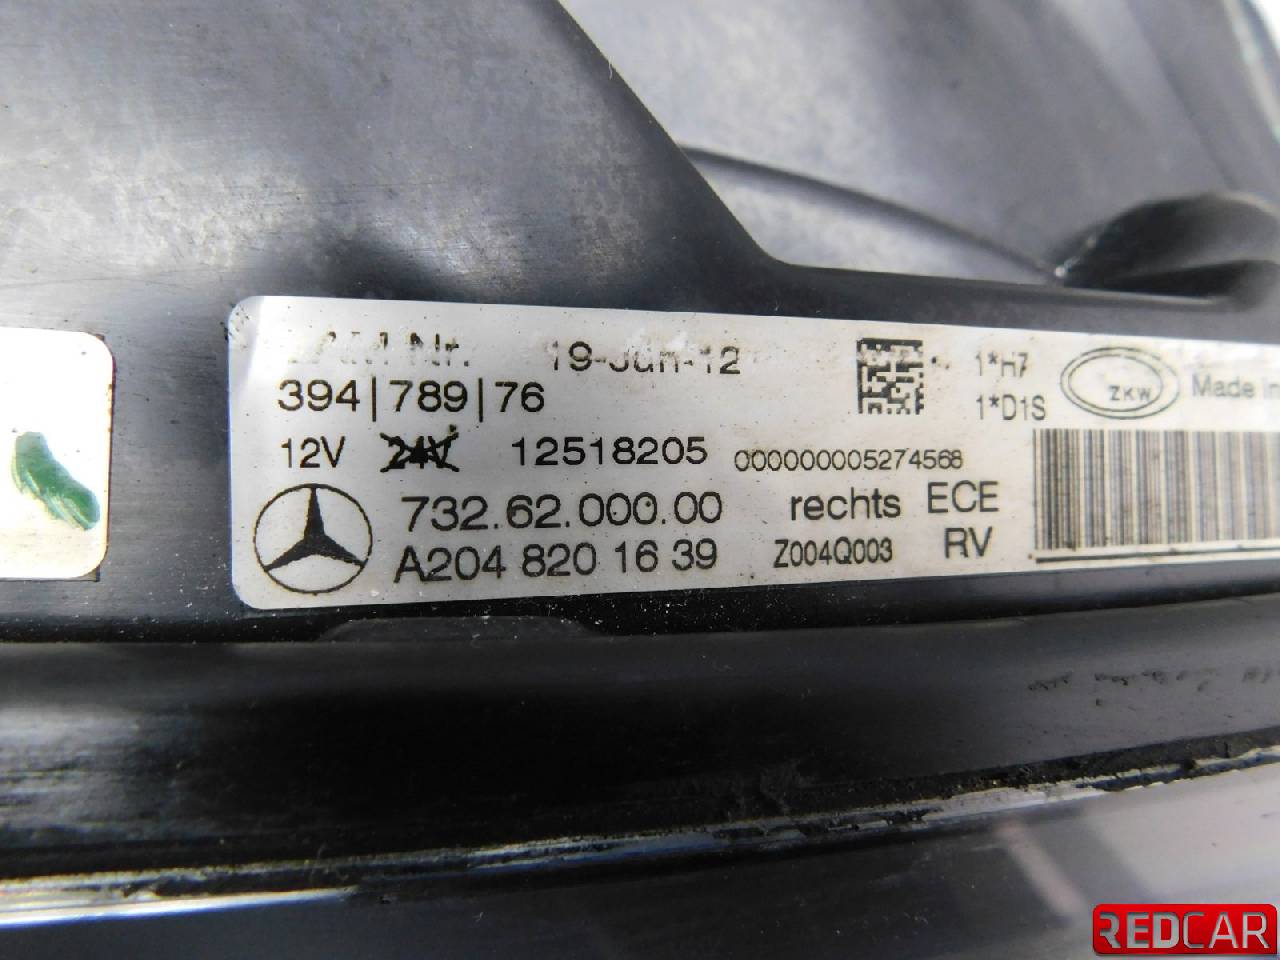 Nr. 19-Jun-12
394|789|76
12V 24V 12518205 000000005274568
732.62.000.00 rechts ECE
A204 820 16 39 Z004Q003 RV
1*H7
1*D1S
ZKW
Made in
REDCAR